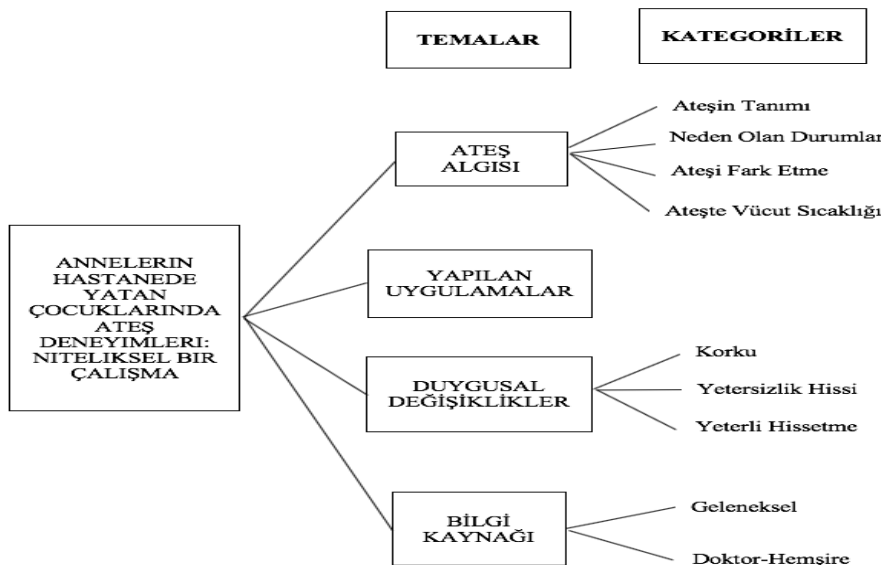 TEMALAR
KATEGORİLER
ATEŞ
ALGISI
Ateşin Tanımı
Neden Olan Durumlar
Ateşi Fark Etme
Ateşte Vücut Sıcaklığı
ANNELERIN
HASTANEDE
YATAN
ÇOCUKLARINDA
ATEŞ
DENEYIMLERI:
NITELIKSEL BIR
ÇALIŞMA
YAPILAN
UYGULAMALAR
DUYGUSAL
DEĞİŞİKLİKLER
Korku
Yetersizlik Hissi
Yeterli Hissetme
BİLGİ
KAYNAĞI
Geleneksel
Doktor-Hemşire